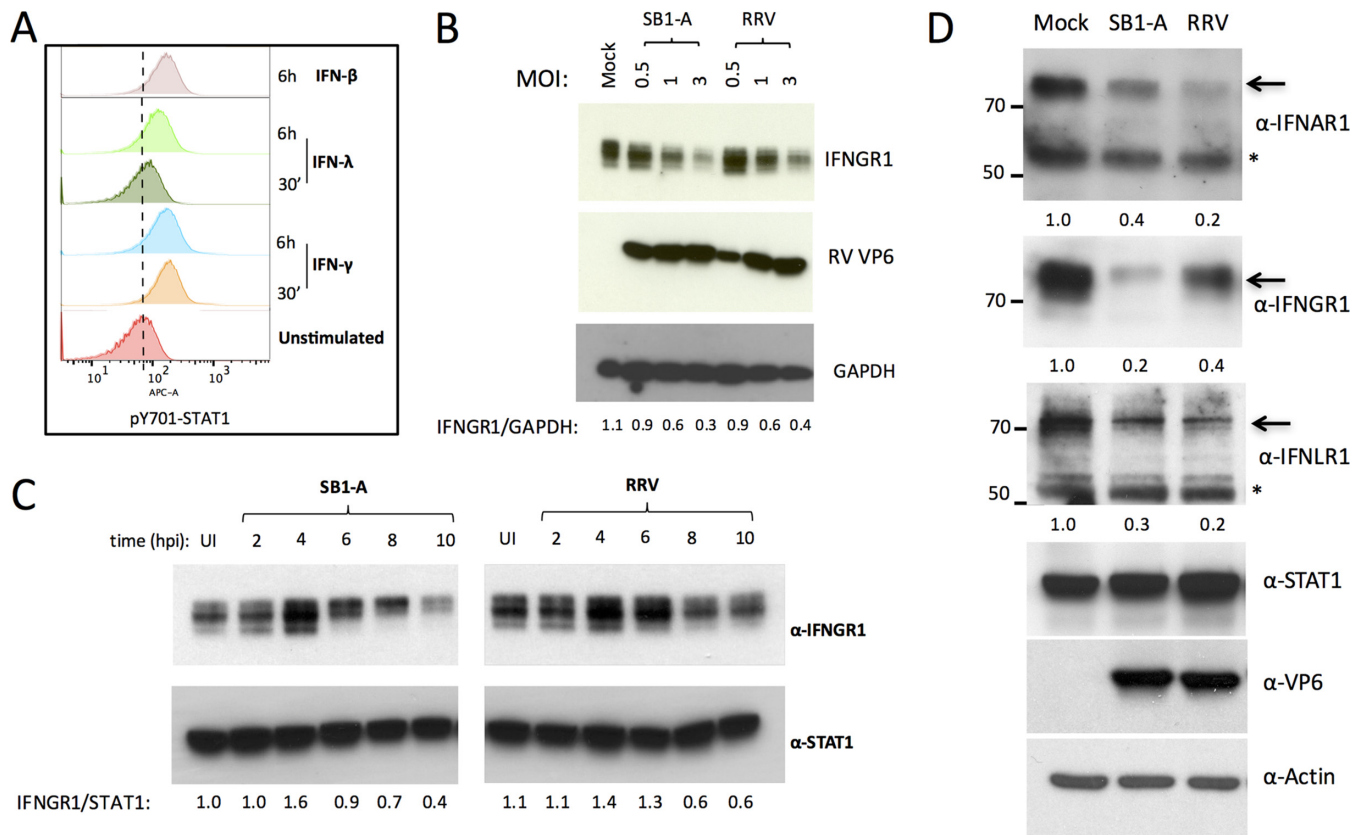 A
6h IFN-β
6h
IFN-λ
30’
6h
IFN-γ
30’
Unstimulated
10¹ 10² 10³
APC-A
pY701-STAT1
B
SB1-A RRV
MOI: Mock 0.5 1 3 0.5 1 3
IFNGR1
RV VP6
GAPDH
IFNGR1/GAPDH: 1.1 0.9 0.6 0.3 0.9 0.6 0.4
C
SB1-A RRV
time (hpi): UI 2 4 6 8 10 UI 2 4 6 8 10
α-IFNGR1
α-STAT1
IFNGR1/STAT1: 1.0 1.0 1.6 0.9 0.7 0.4 1.1 1.1 1.4 1.3 0.6 0.6
D
Mock SB1-A RRV
70
α-IFNAR1
50 *
1.0 0.4 0.2
α-IFNGR1
70
1.0 0.2 0.4
70
α-IFNLR1
50 *
1.0 0.3 0.2
α-STAT1
α-VP6
α-Actin